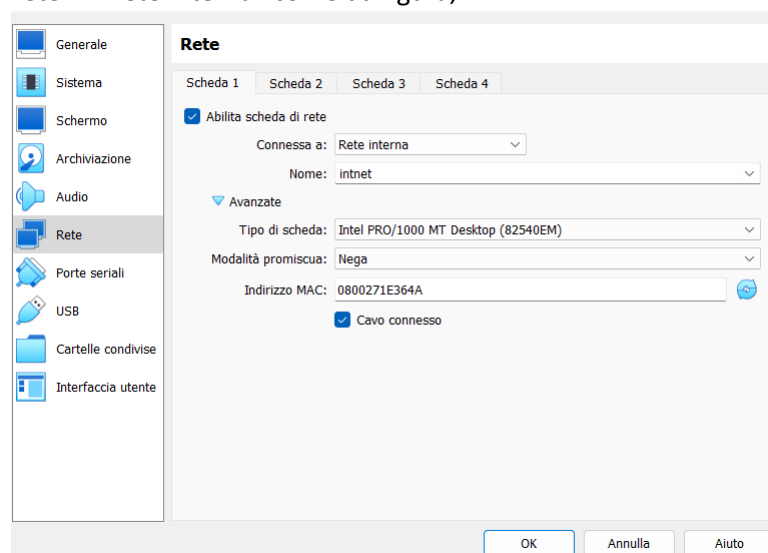 Generale
Sistema
Schermo
Archiviazione
Audio
Rete
Porte seriali
USB
Cartelle condivise
Interfaccia utente
Rete
Scheda 1 Scheda 2 Scheda 3 Scheda 4
Abilita scheda di rete
Connessa a: Rete interna
Nome: intnet
Avanzate
Tipo di scheda: Intel PRO/1000 MT Desktop (82540EM)
Modalità promiscua: Nega
Indirizzo MAC: 0800271E364A
Cavo connesso
OK Annulla Aiuto